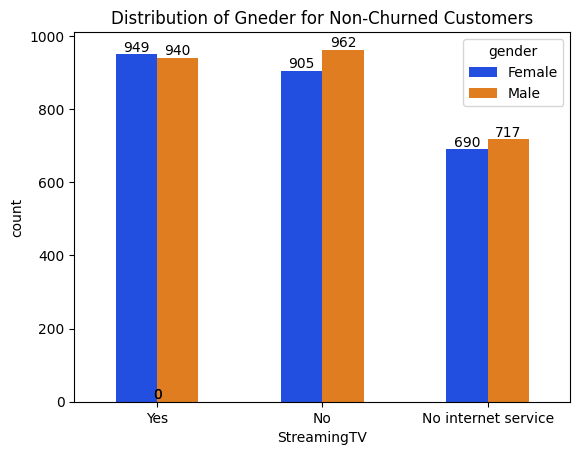 Distribution of Gneder for Non-Churned Customers
1000
800
600
400
200
0
count
949
940
905
962
690
717
0
gender
Female
Male
Yes
No
No internet service
StreamingTV